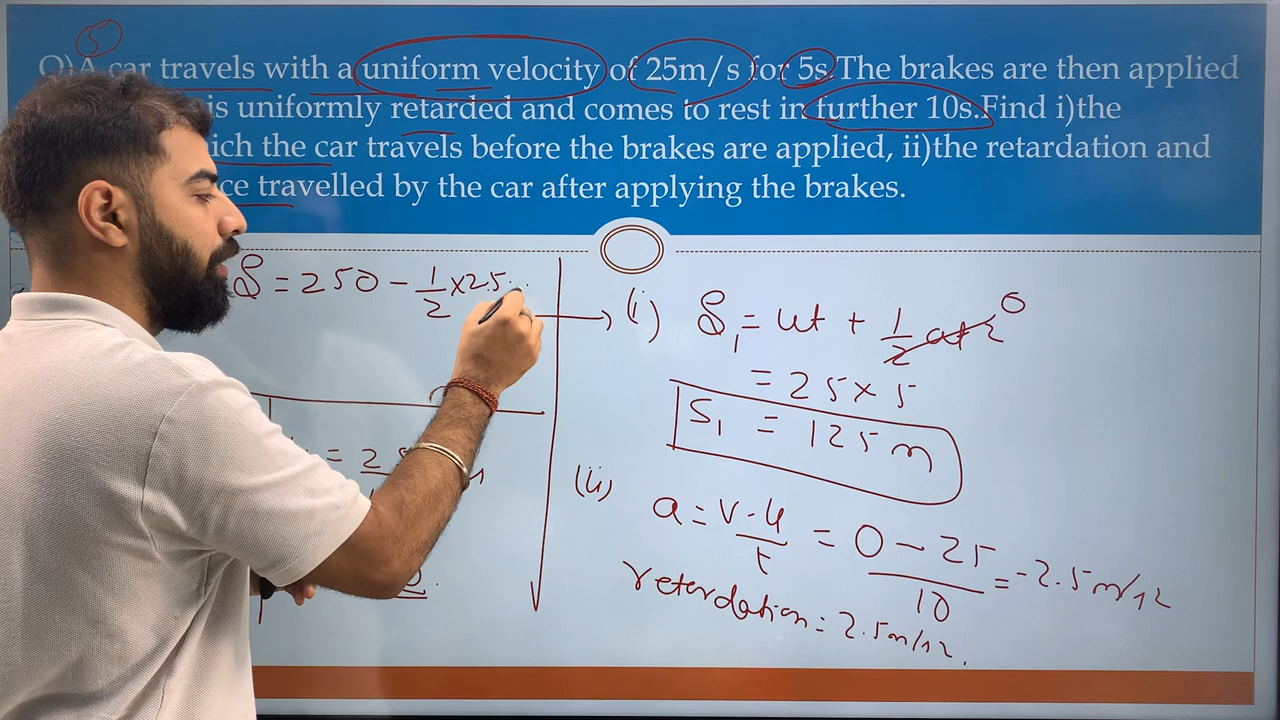 5
Q) A car travels with a uniform velocity of 25m/s for 5s.The brakes are then applied
is uniformly retarded and comes to rest in further 10s.Find i)the
ich the car travels before the brakes are applied, ii)the retardation and
ce travelled by the car after applying the brakes.
S = 250 - 1/2 × 2.5
(i) S₁ = ut + 1/2 at² 0
= 25 × 5
S₁ = 125 m
= 2
(ii) a = v - u / t = 0 - 25 / 10 = -2.5 m/s²
retardation = 2.5 m/s².